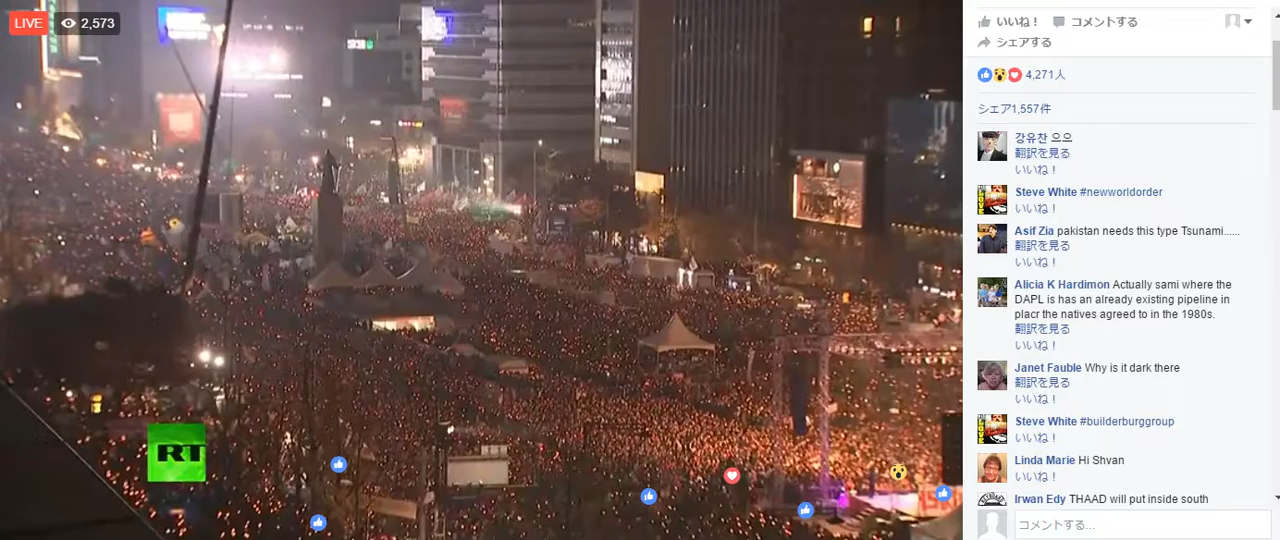 LIVE 2,573
RT
いいね！ コメントする
シェアする
4,271人
シェア1,557件
강유찬 으으
翻訳を見る
いいね！
Steve White #newworldorder
いいね！
Asif Zia pakistan needs this type Tsunami......
翻訳を見る
いいね！
Alicia K Hardimon Actually sami where the
DAPL is has an already existing pipeline in
placr the natives agreed to in the 1980s.
翻訳を見る
いいね！
Janet Fauble Why is it dark there
翻訳を見る
いいね！
Steve White #builderburggroup
いいね！
Linda Marie Hi Shvan
いいね！
Irwan Edy THAAD will put inside south
コメントする...